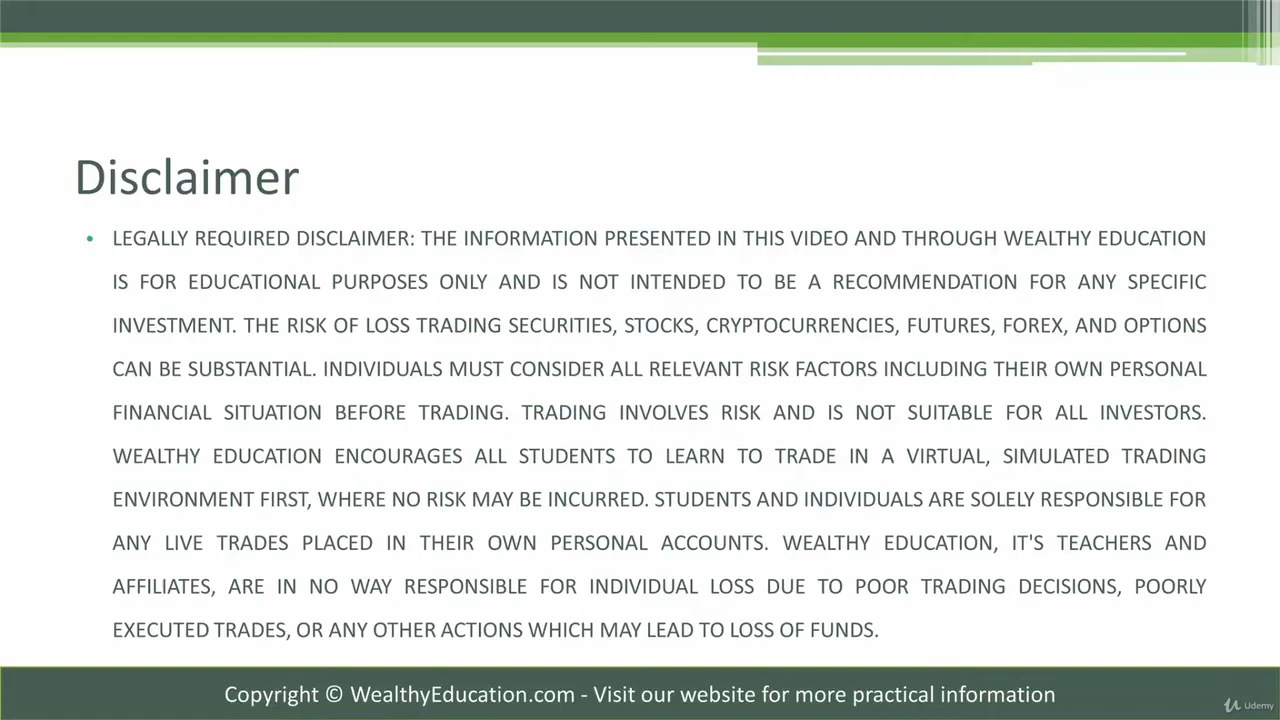 Disclaimer
• LEGALLY REQUIRED DISCLAIMER: THE INFORMATION PRESENTED IN THIS VIDEO AND THROUGH WEALTHY EDUCATION
IS FOR EDUCATIONAL PURPOSES ONLY AND IS NOT INTENDED TO BE A RECOMMENDATION FOR ANY SPECIFIC
INVESTMENT. THE RISK OF LOSS TRADING SECURITIES, STOCKS, CRYPTOCURRENCIES, FUTURES, FOREX, AND OPTIONS
CAN BE SUBSTANTIAL. INDIVIDUALS MUST CONSIDER ALL RELEVANT RISK FACTORS INCLUDING THEIR OWN PERSONAL
FINANCIAL SITUATION BEFORE TRADING. TRADING INVOLVES RISK AND IS NOT SUITABLE FOR ALL INVESTORS.
WEALTHY EDUCATION ENCOURAGES ALL STUDENTS TO LEARN TO TRADE IN A VIRTUAL, SIMULATED TRADING
ENVIRONMENT FIRST, WHERE NO RISK MAY BE INCURRED. STUDENTS AND INDIVIDUALS ARE SOLELY RESPONSIBLE FOR
ANY LIVE TRADES PLACED IN THEIR OWN PERSONAL ACCOUNTS. WEALTHY EDUCATION, IT'S TEACHERS AND
AFFILIATES, ARE IN NO WAY RESPONSIBLE FOR INDIVIDUAL LOSS DUE TO POOR TRADING DECISIONS, POORLY
EXECUTED TRADES, OR ANY OTHER ACTIONS WHICH MAY LEAD TO LOSS OF FUNDS.
Copyright © WealthyEducation.com - Visit our website for more practical information
Udemy